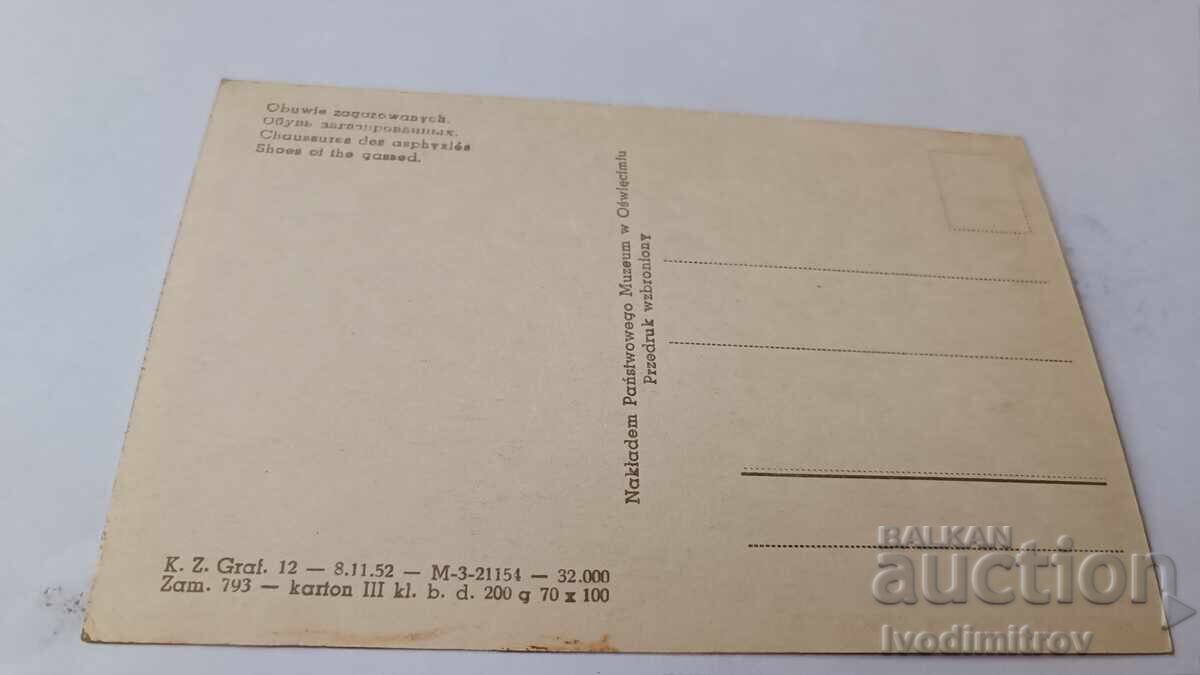 Obuwie zagazowanych.
Обувь загазированных.
Chaussures des asphyxiés
Shoes of the gassed.
Nakładem Państwowego Muzeum w Oświęcimiu
Przedruk wzbroniony
K. Z. Graf. 12 — 8.11.52 — M-3-21154 — 32.000
Zam. 793 — karton III kl. b. d. 200 g 70 x 100
BALKAN
auction
Ivodimitrov